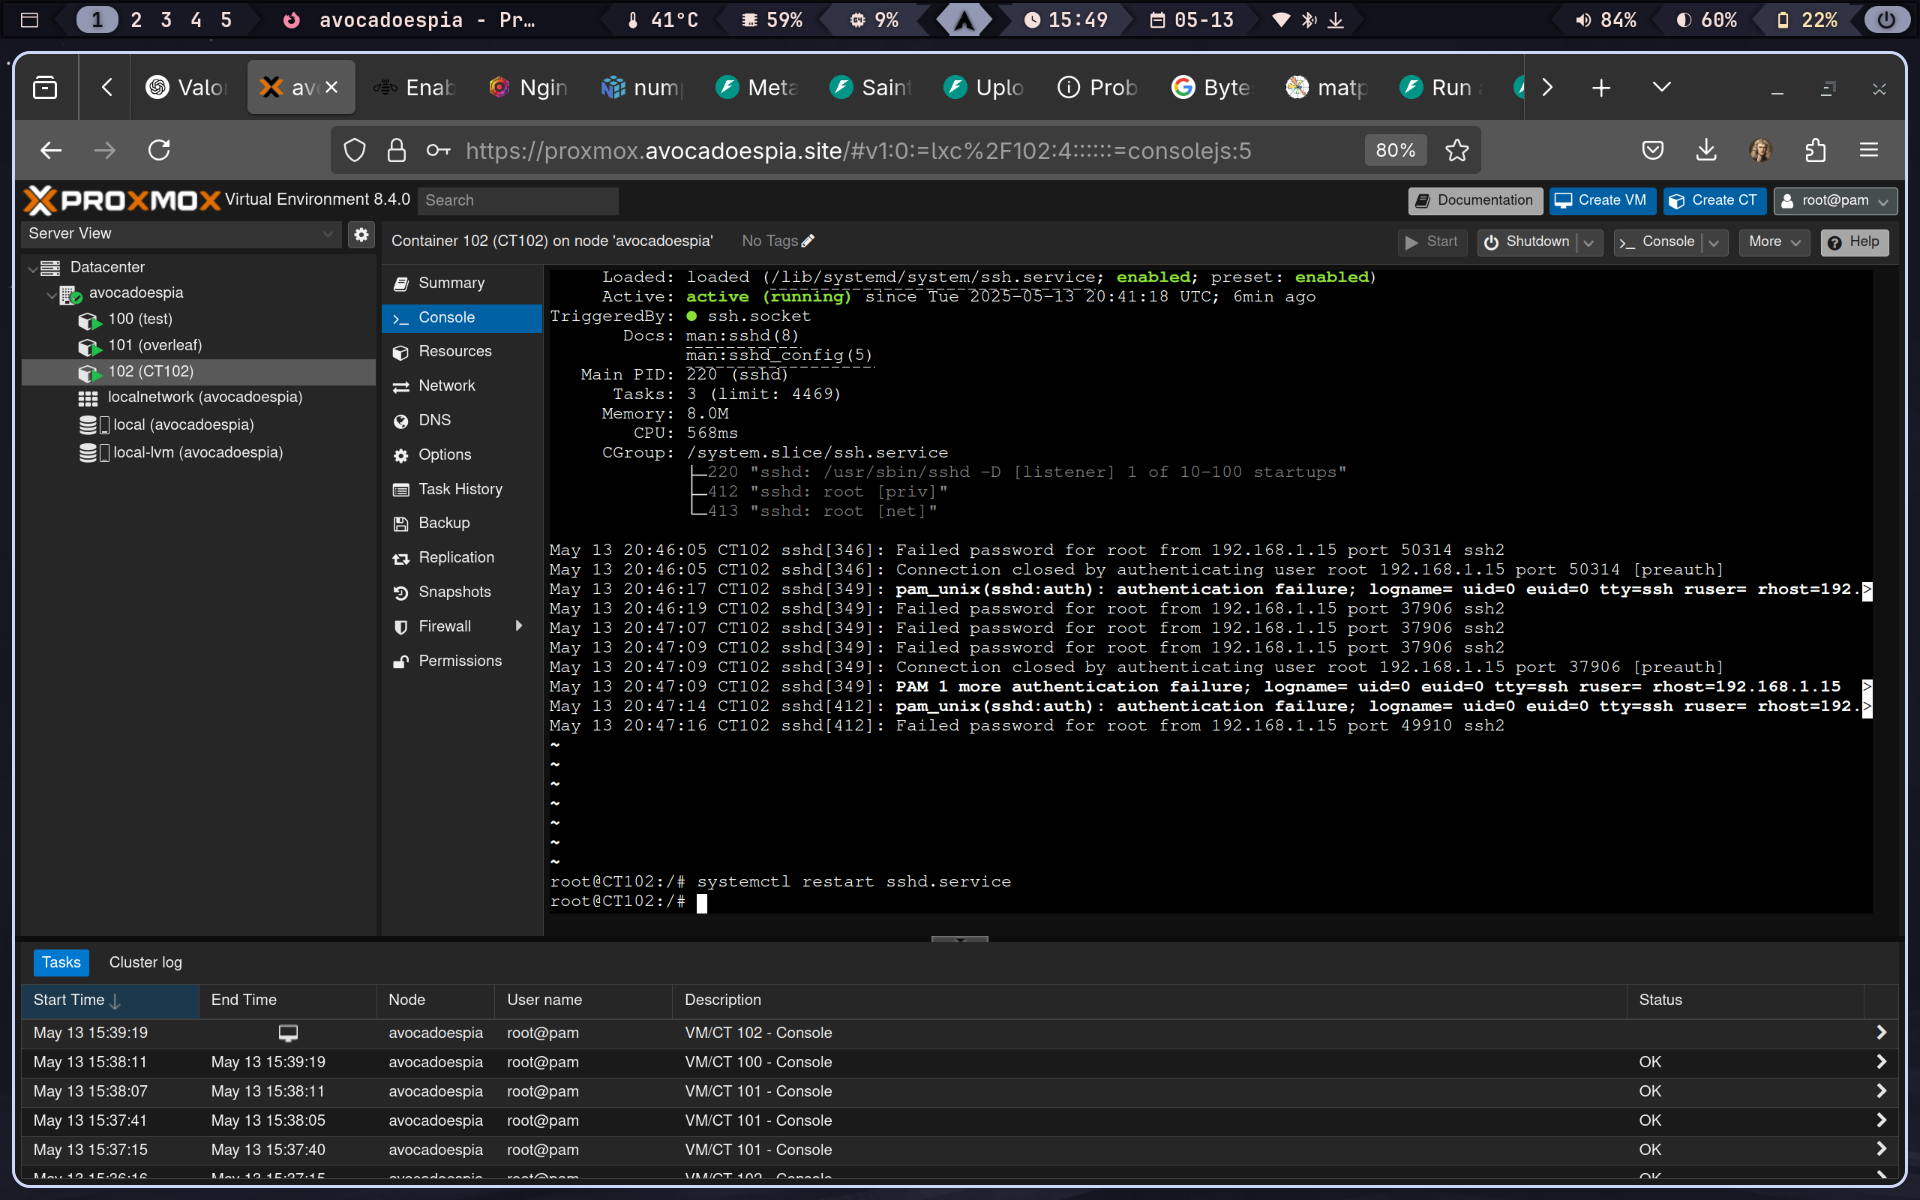 1 2 3 4 5 avocadoespia - Pr… 41°C 59% 9% 15:49 05-13 84% 60% 22%
Valo av Enab Ngin num Meta Saint Uplo Prob Byte matp Run
https://proxmox.avocadoespia.site/#v1:0:=lxc%2F102:4::::::=consolejs:5 80%
PROXMOX Virtual Environment 8.4.0 Search Documentation Create VM Create CT root@pam
Server View
Container 102 (CT102) on node 'avocadoespia' No Tags Start Shutdown Console More Help
Datacenter
avocadoespia
100 (test)
101 (overleaf)
102 (CT102)
localnetwork (avocadoespia)
local (avocadoespia)
local-lvm (avocadoespia)
Summary
Console
Resources
Network
DNS
Options
Task History
Backup
Replication
Snapshots
Firewall
Permissions
Loaded: loaded (/lib/systemd/system/ssh.service; enabled; preset: enabled)
Active: active (running) since Tue 2025-05-13 20:41:18 UTC; 6min ago
TriggeredBy: ● ssh.socket
Docs: man:sshd(8)
man:sshd_config(5)
Main PID: 220 (sshd)
Tasks: 3 (limit: 4469)
Memory: 8.0M
CPU: 568ms
CGroup: /system.slice/ssh.service
├─220 "sshd: /usr/sbin/sshd -D [listener] 1 of 10-100 startups"
├─412 "sshd: root [priv]"
└─413 "sshd: root [net]"
May 13 20:46:05 CT102 sshd[346]: Failed password for root from 192.168.1.15 port 50314 ssh2
May 13 20:46:05 CT102 sshd[346]: Connection closed by authenticating user root 192.168.1.15 port 50314 [preauth]
May 13 20:46:17 CT102 sshd[349]: pam_unix(sshd:auth): authentication failure; logname= uid=0 euid=0 tty=ssh ruser= rhost=192.>
May 13 20:46:19 CT102 sshd[349]: Failed password for root from 192.168.1.15 port 37906 ssh2
May 13 20:47:07 CT102 sshd[349]: Failed password for root from 192.168.1.15 port 37906 ssh2
May 13 20:47:09 CT102 sshd[349]: Failed password for root from 192.168.1.15 port 37906 ssh2
May 13 20:47:09 CT102 sshd[349]: Connection closed by authenticating user root 192.168.1.15 port 37906 [preauth]
May 13 20:47:09 CT102 sshd[349]: PAM 1 more authentication failure; logname= uid=0 euid=0 tty=ssh ruser= rhost=192.168.1.15 >
May 13 20:47:14 CT102 sshd[412]: pam_unix(sshd:auth): authentication failure; logname= uid=0 euid=0 tty=ssh ruser= rhost=192.>
May 13 20:47:16 CT102 sshd[412]: Failed password for root from 192.168.1.15 port 49910 ssh2
~
~
~
~
~
~
~
root@CT102:/# systemctl restart sshd.service
root@CT102:/#
Tasks Cluster log
Start Time End Time Node User name Description Status
May 13 15:39:19 avocadoespia root@pam VM/CT 102 - Console
May 13 15:38:11 May 13 15:39:19 avocadoespia root@pam VM/CT 100 - Console OK
May 13 15:38:07 May 13 15:38:11 avocadoespia root@pam VM/CT 101 - Console OK
May 13 15:37:41 May 13 15:38:05 avocadoespia root@pam VM/CT 101 - Console OK
May 13 15:37:15 May 13 15:37:40 avocadoespia root@pam VM/CT 101 - Console OK
May 13 15:36:16 May 13 15:37:15 avocadoespia root@pam VM/CT 102 - Console OK